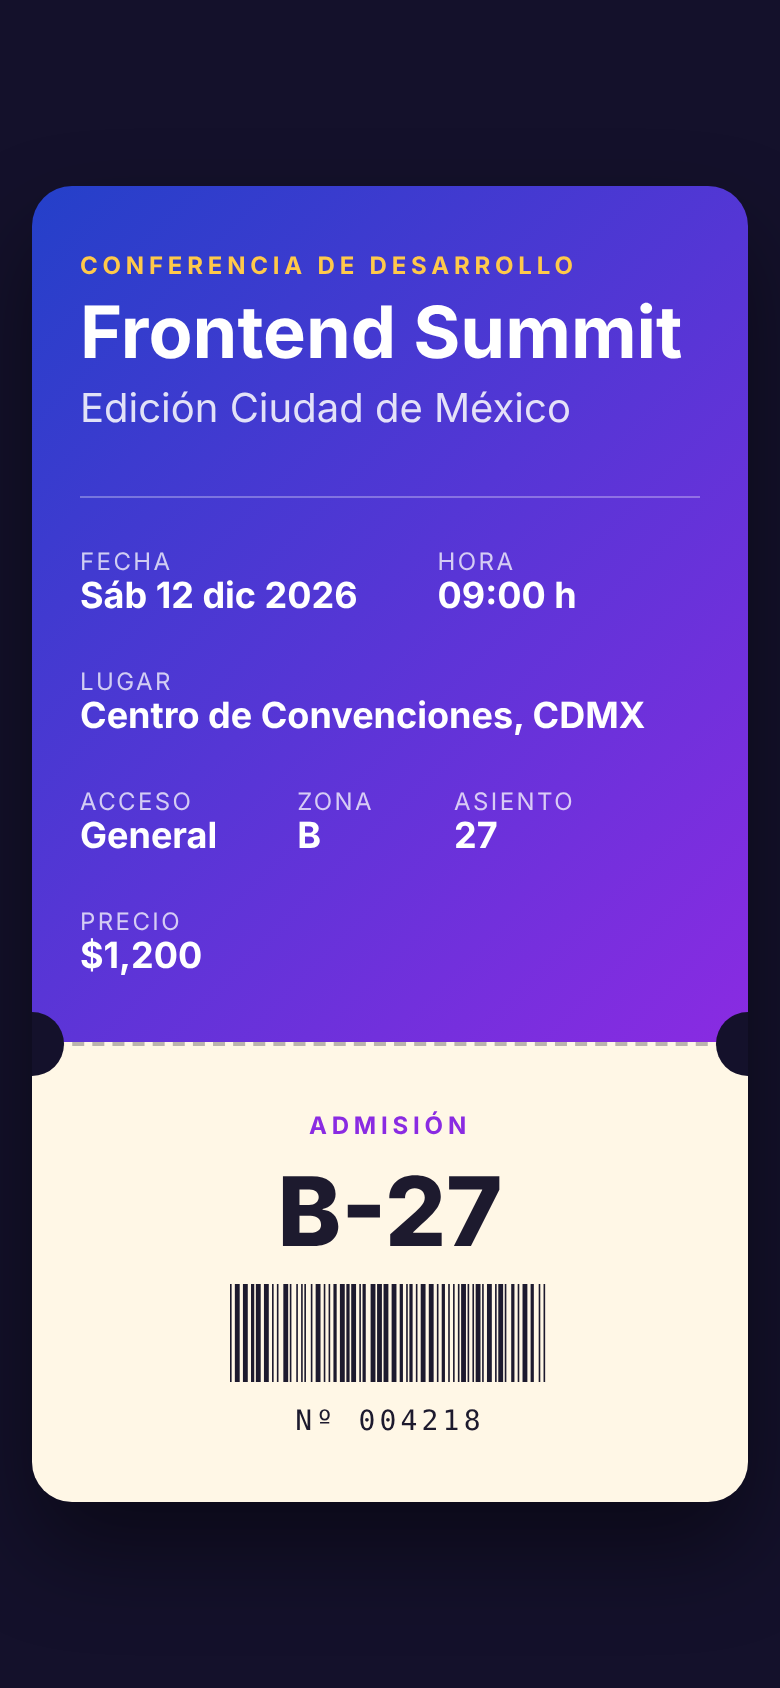 CONFERENCIA DE DESARROLLO
Frontend Summit
Edición Ciudad de México
FECHA HORA
Sáb 12 dic 2026 09:00 h
LUGAR
Centro de Convenciones, CDMX
ACCESO ZONA ASIENTO
General B 27
PRECIO
$1,200
ADMISIÓN
B-27
Nº 004218